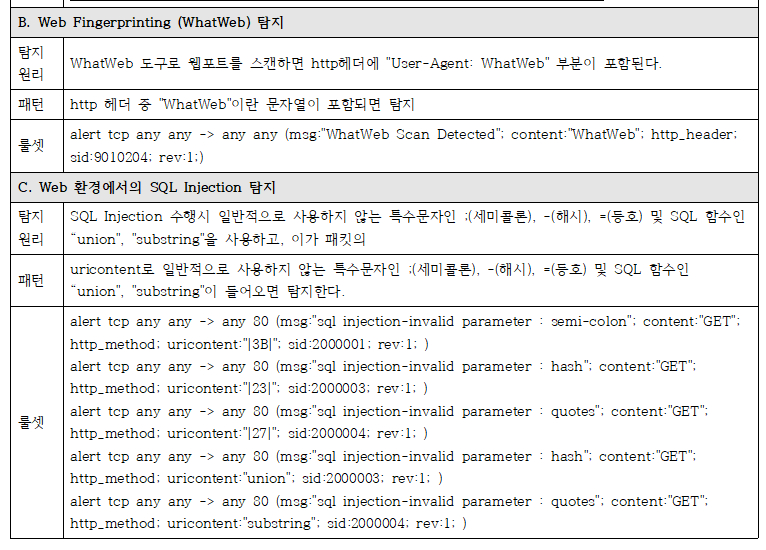 B. Web Fingerprinting (WhatWeb) 탐지
탐지
원리
WhatWeb 도구로 웹포트를 스캔하면 http헤더에 "User-Agent: WhatWeb" 부분이 포함된다.
패턴
http 헤더 중 "WhatWeb"이란 문자열이 포함되면 탐지
룰셋
alert tcp any any -> any any (msg:"WhatWeb Scan Detected"; content:"WhatWeb"; http_header;
sid:9010204; rev:1;)
C. Web 환경에서의 SQL Injection 탐지
탐지
원리
SQL Injection 수행시 일반적으로 사용하지 않는 특수문자인 ;(세미콜론), -(해시), =(등호) 및 SQL 함수인
“union", "substring"을 사용하고, 이가 패킷의
패턴
uricontent로 일반적으로 사용하지 않는 특수문자인 ;(세미콜론), -(해시), =(등호) 및 SQL 함수인
“union", "substring"이 들어오면 탐지한다.
룰셋
alert tcp any any -> any 80 (msg:"sql injection-invalid parameter : semi-colon"; content:"GET";
http_method; uricontent:"|3B|"; sid:2000001; rev:1; )
alert tcp any any -> any 80 (msg:"sql injection-invalid parameter : hash"; content:"GET";
http_method; uricontent:"|23|"; sid:2000003; rev:1; )
alert tcp any any -> any 80 (msg:"sql injection-invalid parameter : quotes"; content:"GET";
http_method; uricontent:"|27|"; sid:2000004; rev:1; )
alert tcp any any -> any 80 (msg:"sql injection-invalid parameter : hash"; content:"GET";
http_method; uricontent:"union"; sid:2000003; rev:1; )
alert tcp any any -> any 80 (msg:"sql injection-invalid parameter : quotes"; content:"GET";
http_method; uricontent:"substring"; sid:2000004; rev:1; )